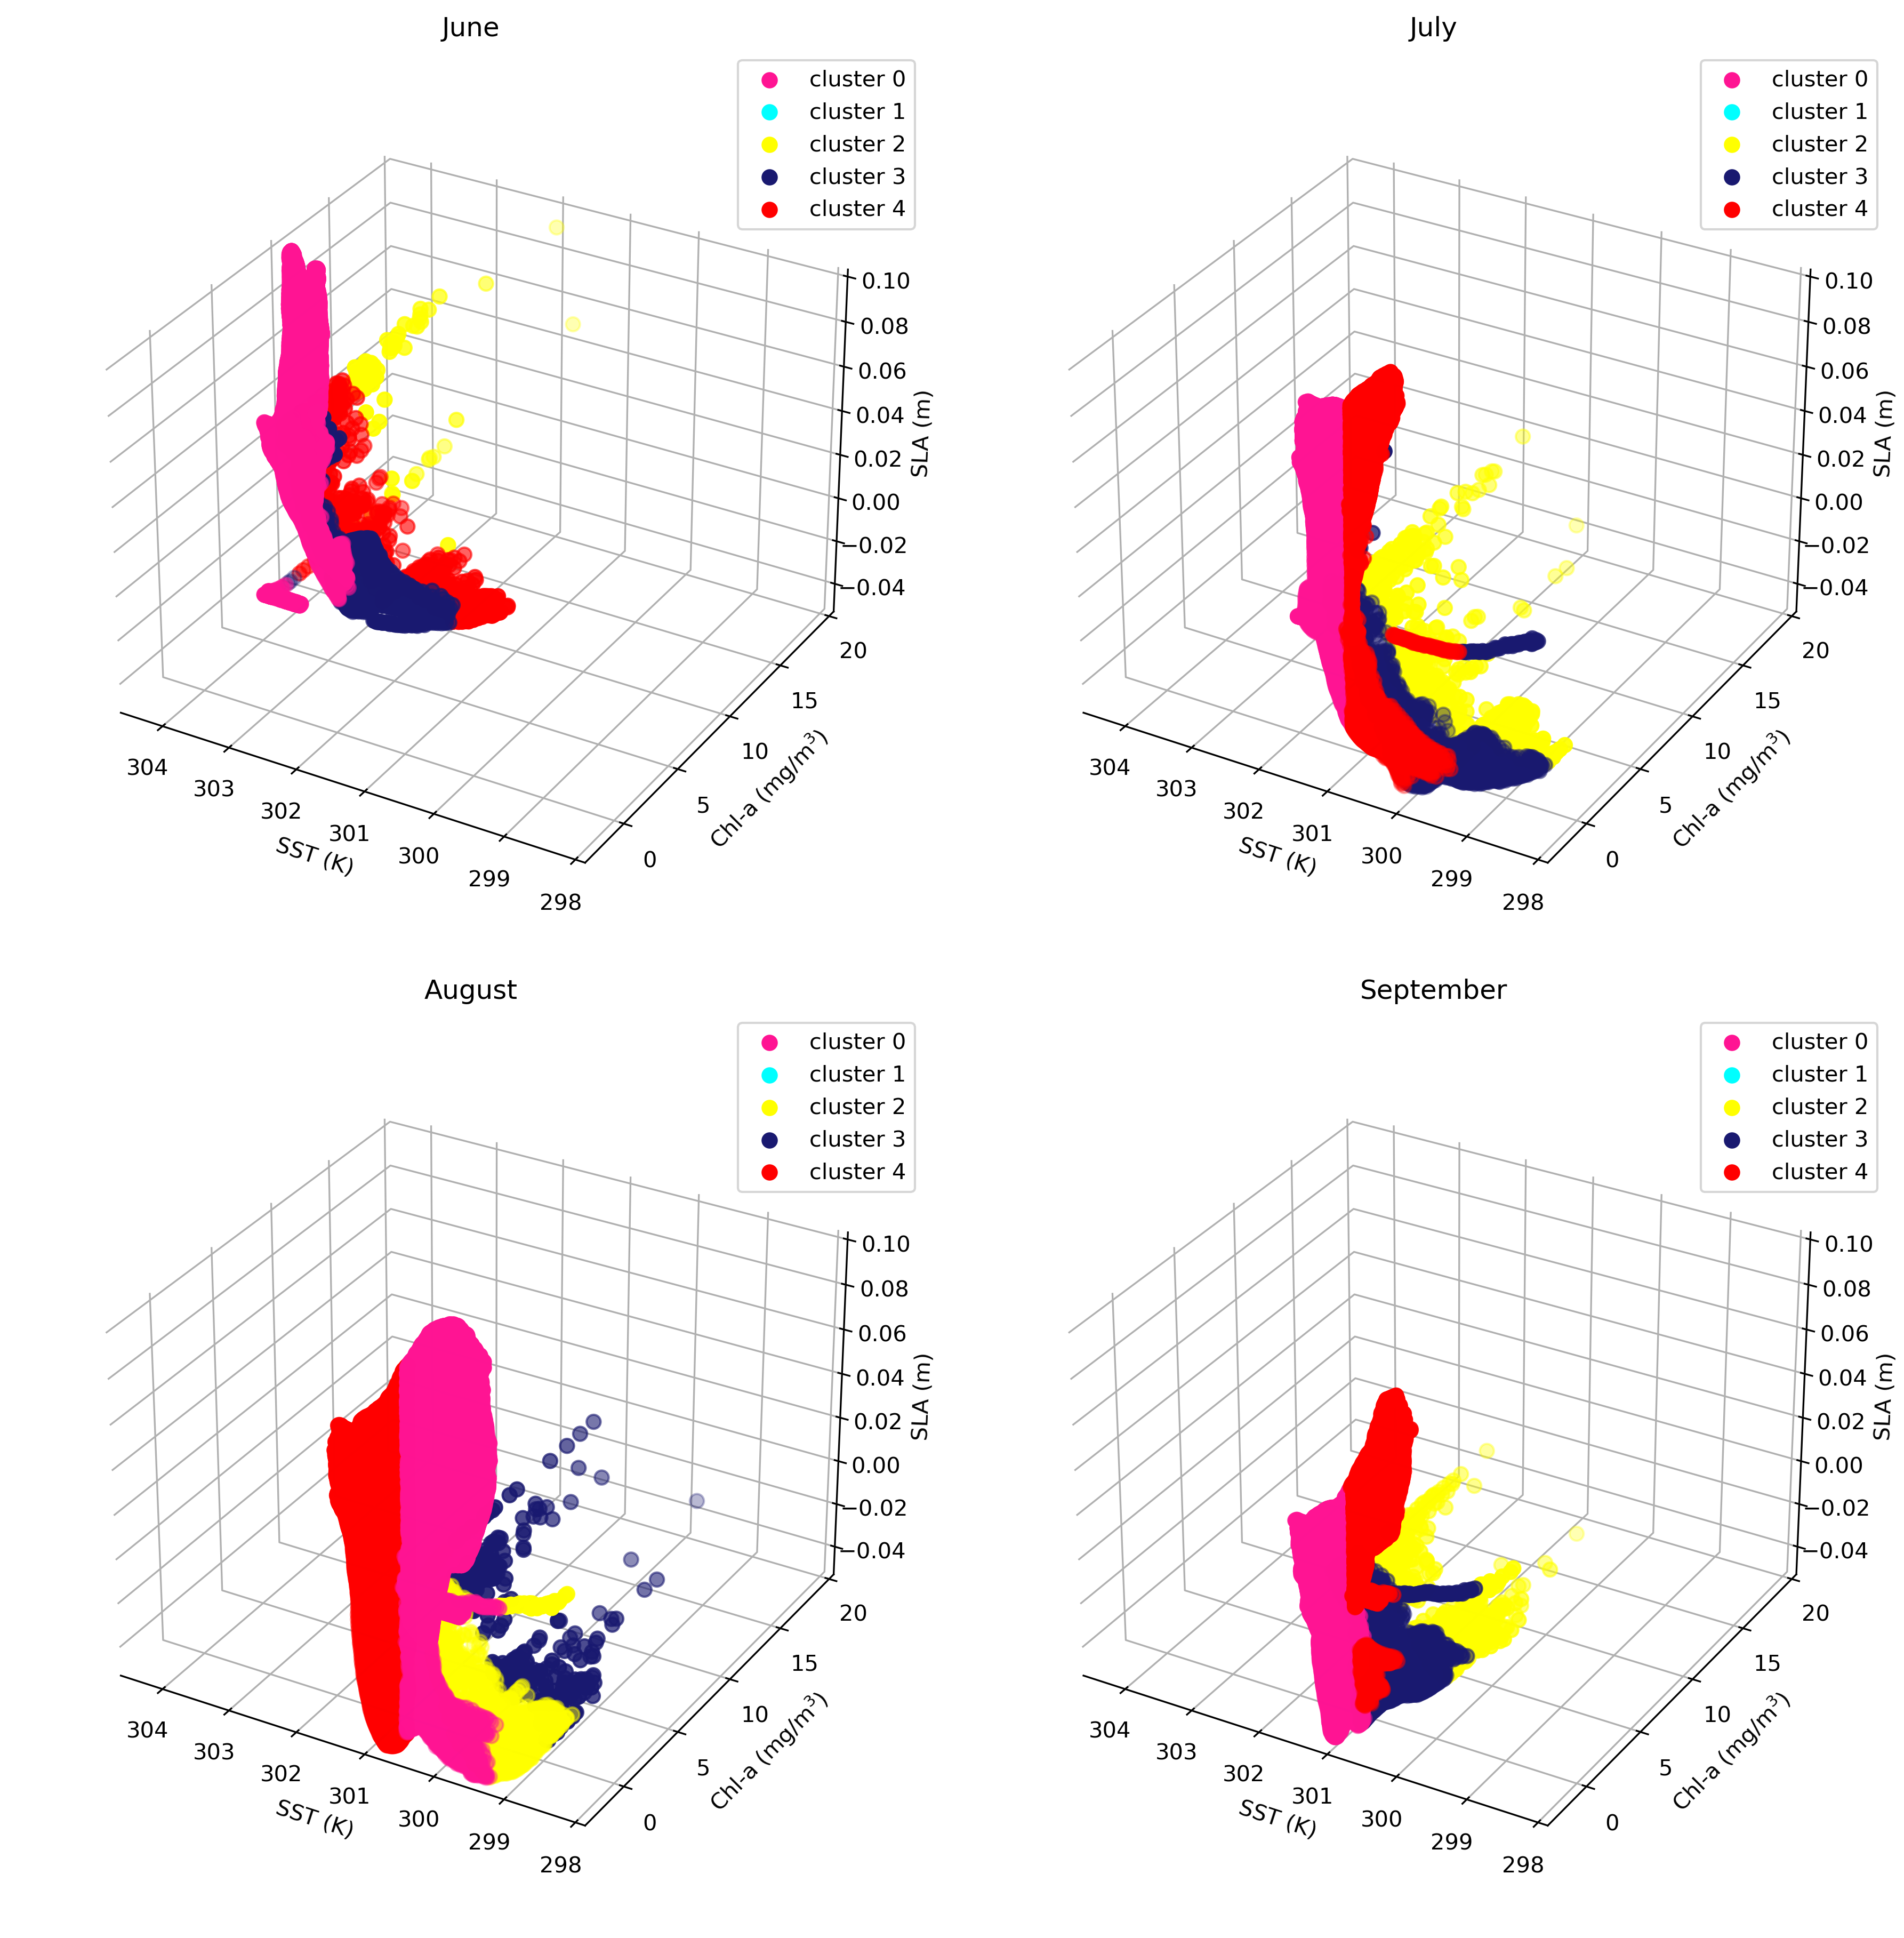 June
cluster 0
cluster 1
cluster 2
cluster 3
cluster 4
0.10
0.08
0.06
0.04
0.02
0.00
−0.02
−0.04
SLA (m)
20
15
10
5
0
Chl-a (mg/m³)
304
303
302
301
300
299
298
SST (K)
July
cluster 0
cluster 1
cluster 2
cluster 3
cluster 4
0.10
0.08
0.06
0.04
0.02
0.00
−0.02
−0.04
SLA (m)
20
15
10
5
0
Chl-a (mg/m³)
304
303
302
301
300
299
298
SST (K)
August
cluster 0
cluster 1
cluster 2
cluster 3
cluster 4
0.10
0.08
0.06
0.04
0.02
0.00
−0.02
−0.04
SLA (m)
20
15
10
5
0
Chl-a (mg/m³)
304
303
302
301
300
299
298
SST (K)
September
cluster 0
cluster 1
cluster 2
cluster 3
cluster 4
0.10
0.08
0.06
0.04
0.02
0.00
−0.02
−0.04
SLA (m)
20
15
10
5
0
Chl-a (mg/m³)
304
303
302
301
300
299
298
SST (K)